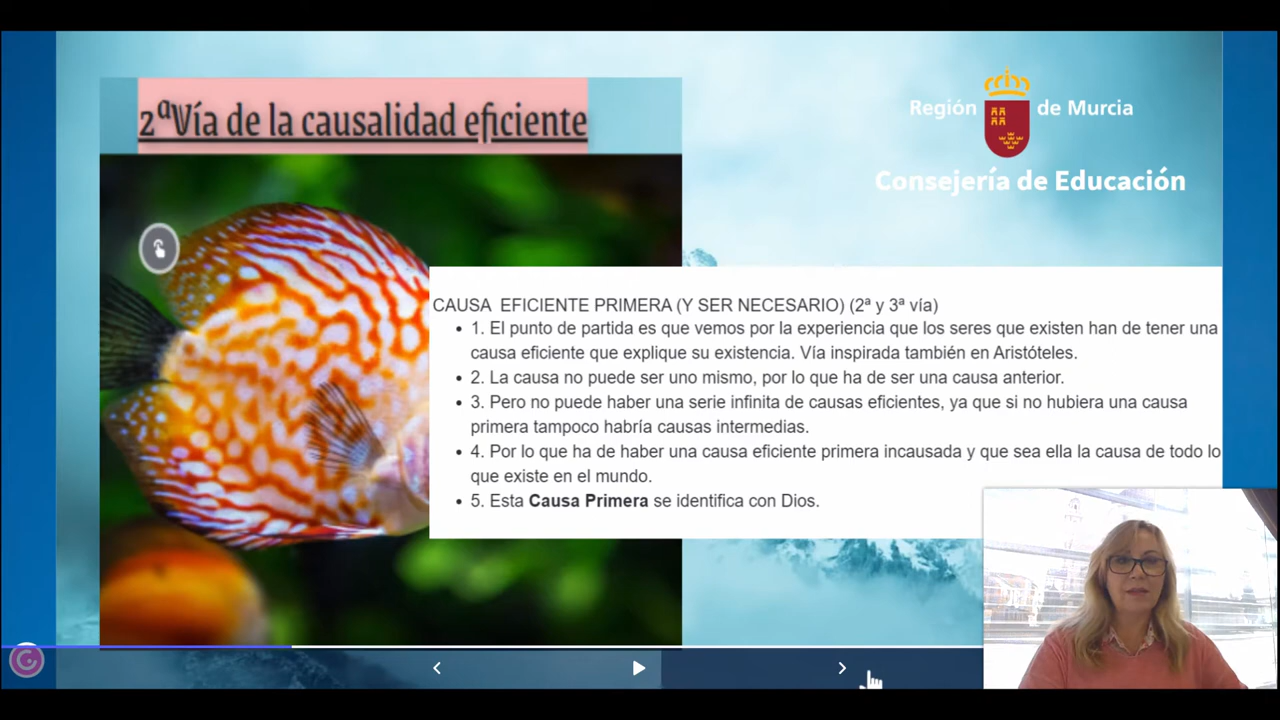 2ªVía de la causalidad eficiente
Región de Murcia
Consejería de Educación
CAUSA EFICIENTE PRIMERA (Y SER NECESARIO) (2ª y 3ª vía)
• 1. El punto de partida es que vemos por la experiencia que los seres que existen han de tener una
causa eficiente que explique su existencia. Vía inspirada también en Aristóteles.
• 2. La causa no puede ser uno mismo, por lo que ha de ser una causa anterior.
• 3. Pero no puede haber una serie infinita de causas eficientes, ya que si no hubiera una causa
primera tampoco habría causas intermedias.
• 4. Por lo que ha de haber una causa eficiente primera incausada y que sea ella la causa de todo lo
que existe en el mundo.
• 5. Esta Causa Primera se identifica con Dios.